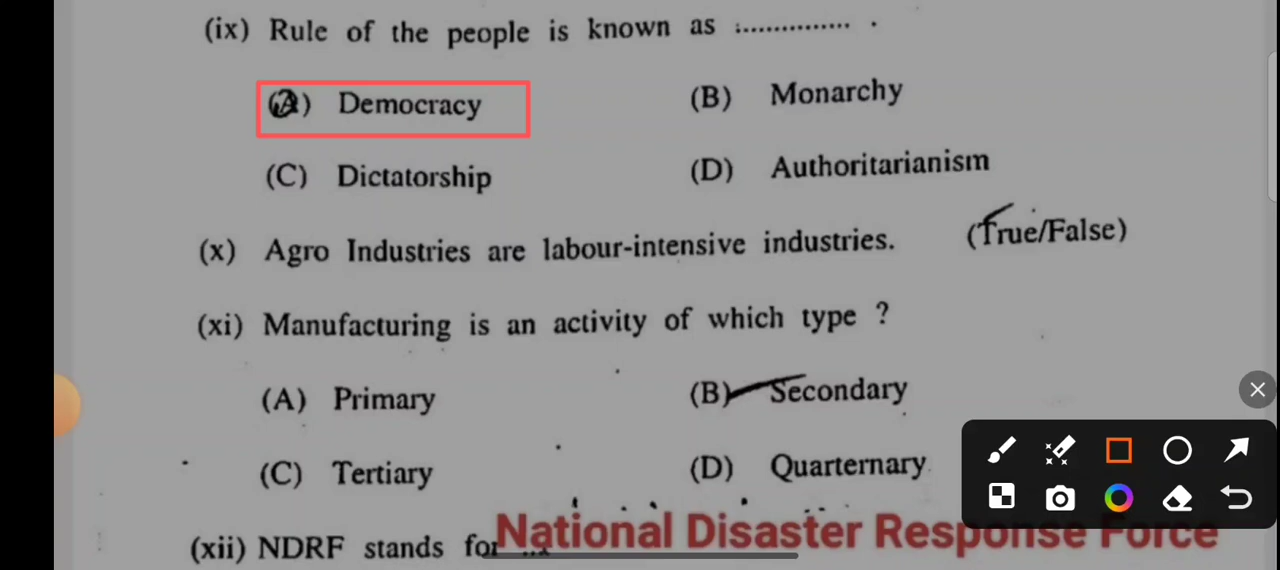 (ix) Rule of the people is known as ............... .
(A) Democracy (B) Monarchy
(C) Dictatorship (D) Authoritarianism
(x) Agro Industries are labour-intensive industries. (True/False)
(xi) Manufacturing is an activity of which type ?
(A) Primary (B) Secondary
(C) Tertiary (D) Quarternary
(xii) NDRF stands for ... National Disaster Response Force